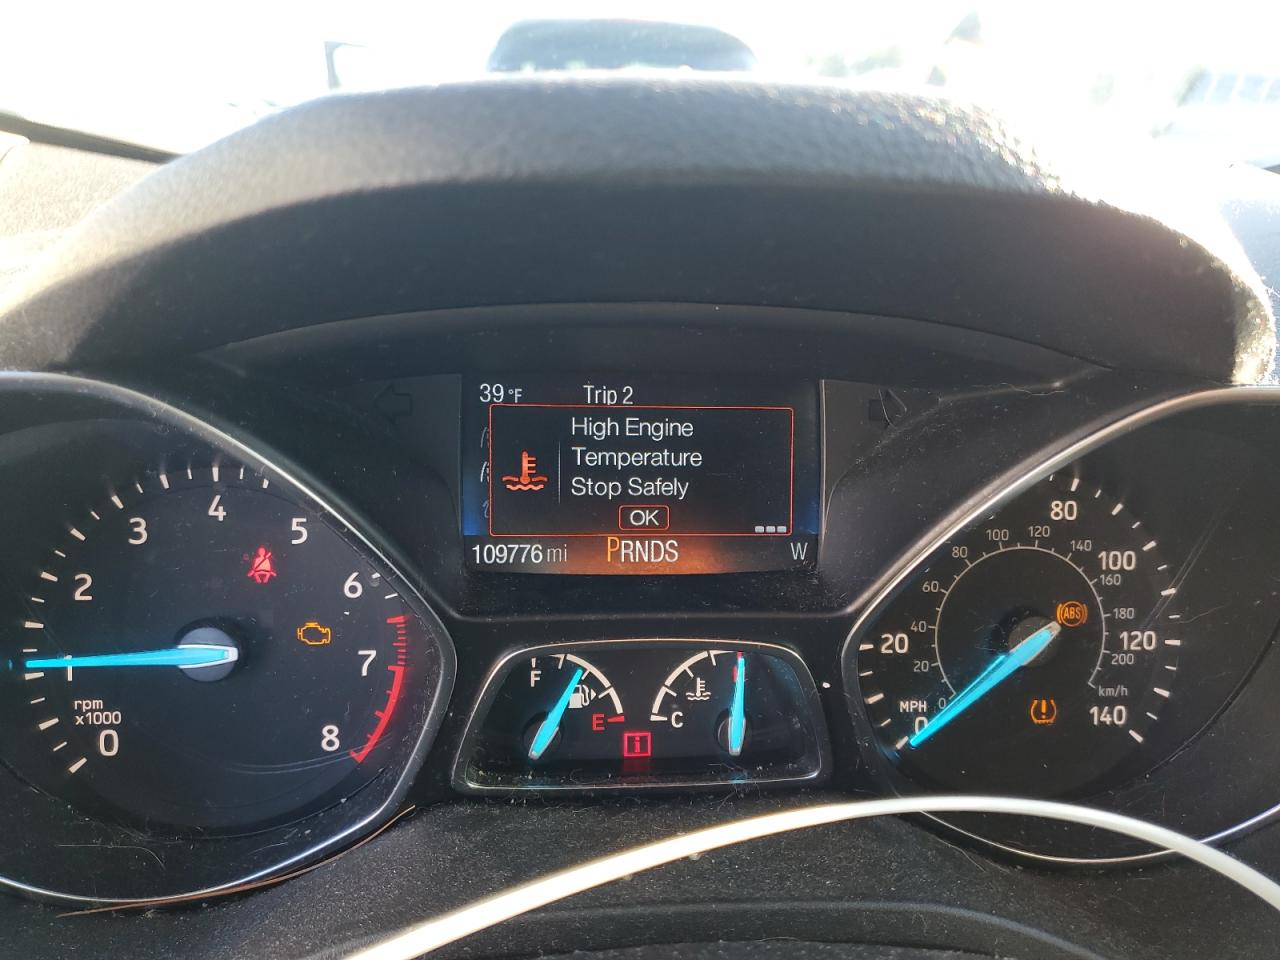 39°F Trip 2
High Engine
Temperature
Stop Safely
OK
109776 mi PRNDS W
0
1
2
3
4
5
6
7
8
rpm
x1000
F
E
C
i
MPH
0
20
80
100
120
140
0
20
40
60
80
100
120
140
160
180
200
km/h
ABS
!